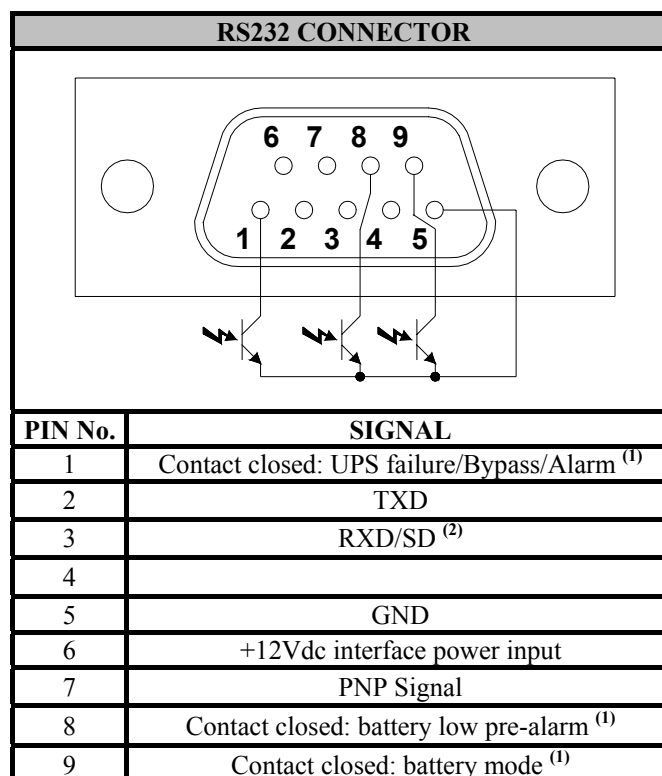 RS232 CONNECTOR
6 7 8 9
1 2 3 4 5
PIN No. SIGNAL
1 Contact closed: UPS failure/Bypass/Alarm (1)
2 TXD
3 RXD/SD (2)
4
5 GND
6 +12Vdc interface power input
7 PNP Signal
8 Contact closed: battery low pre-alarm (1)
9 Contact closed: battery mode (1)